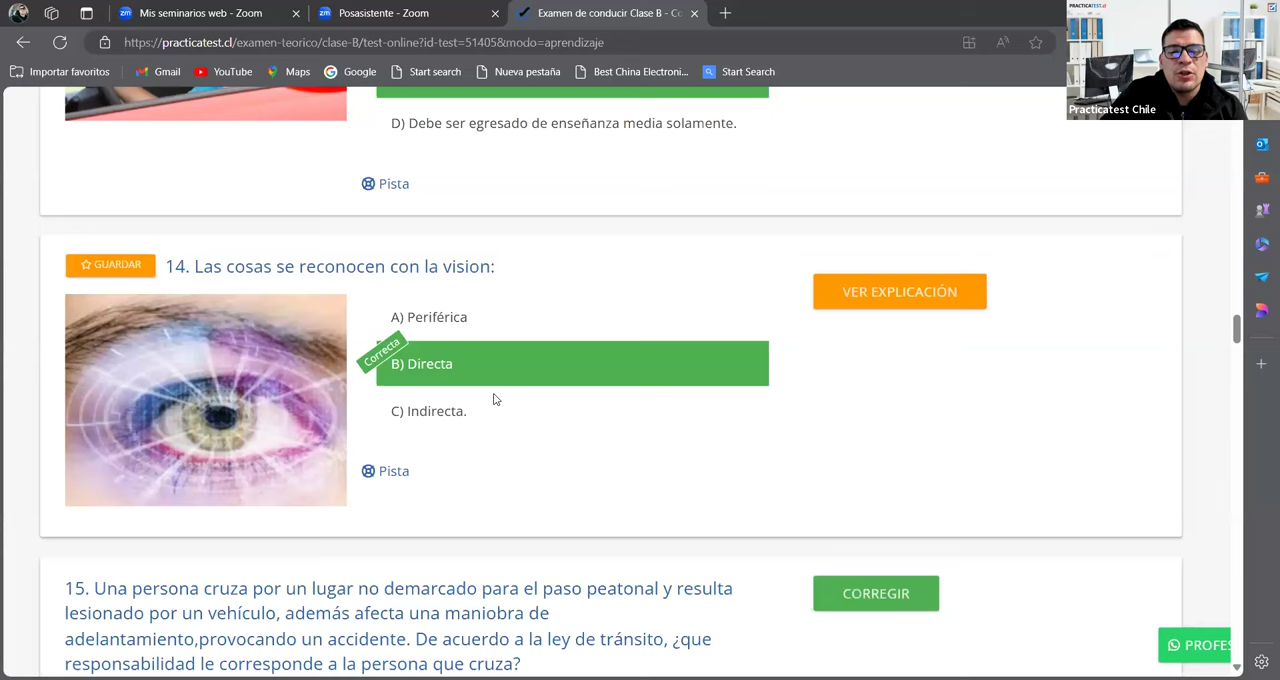 Mis seminarios web - Zoom
Posasistente - Zoom
Examen de conducir Clase B - Co
https://practicatest.cl/examen-teorico/clase-B/test-online?id-test=51405&modo=aprendizaje
Importar favoritos
Gmail
YouTube
Maps
Google
Start search
Nueva pestaña
Best China Electroni...
Start Search
PRACTICATEST.cl
Practicatest Chile
D) Debe ser egresado de enseñanza media solamente.
Pista
GUARDAR
14. Las cosas se reconocen con la vision:
VER EXPLICACIÓN
A) Periférica
Correcta
B) Directa
C) Indirecta.
Pista
15. Una persona cruza por un lugar no demarcado para el paso peatonal y resulta
lesionado por un vehículo, además afecta una maniobra de
adelantamiento,provocando un accidente. De acuerdo a la ley de tránsito, ¿que
responsabilidad le corresponde a la persona que cruza?
CORREGIR
PROFES